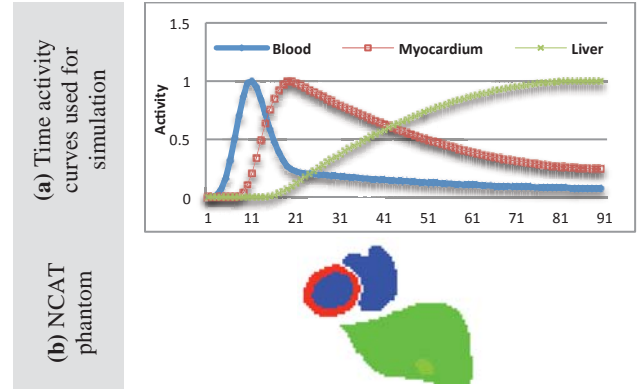 (a) Time activity
curves used for
simulation
1.5
Blood
Myocardium
Liver
1
Activity
0.5
0
1 11 21 31 41 51 61 71 81 91
(b) NCAT
phantom